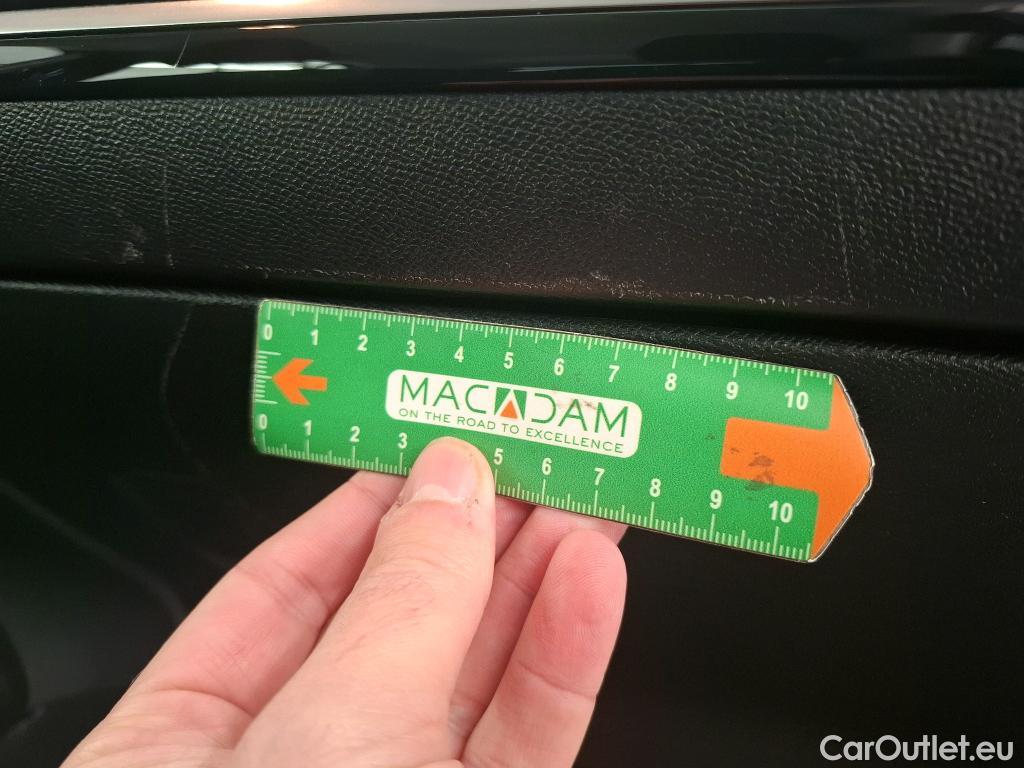 0 1 2 3 4 5 6 7 8 9 10
MACADAM
ON THE ROAD TO EXCELLENCE
0 1 2 3 5 6 7 8 9 10
CarOutlet.eu